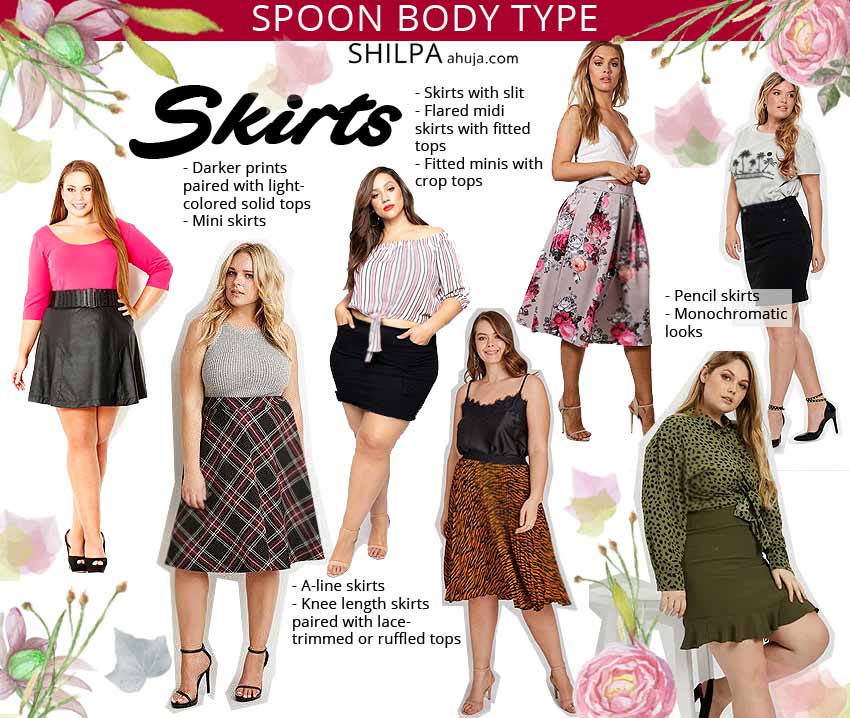 SPOON BODY TYPE
SHILPA ahuja.com
Skirts
- Darker prints
paired with light-
colored solid tops
- Mini skirts
- Skirts with slit
- Flared midi
skirts with fitted
tops
- Fitted minis with
crop tops
- Pencil skirts
- Monochromatic
looks
- A-line skirts
- Knee length skirts
paired with lace-
trimmed or ruffled tops